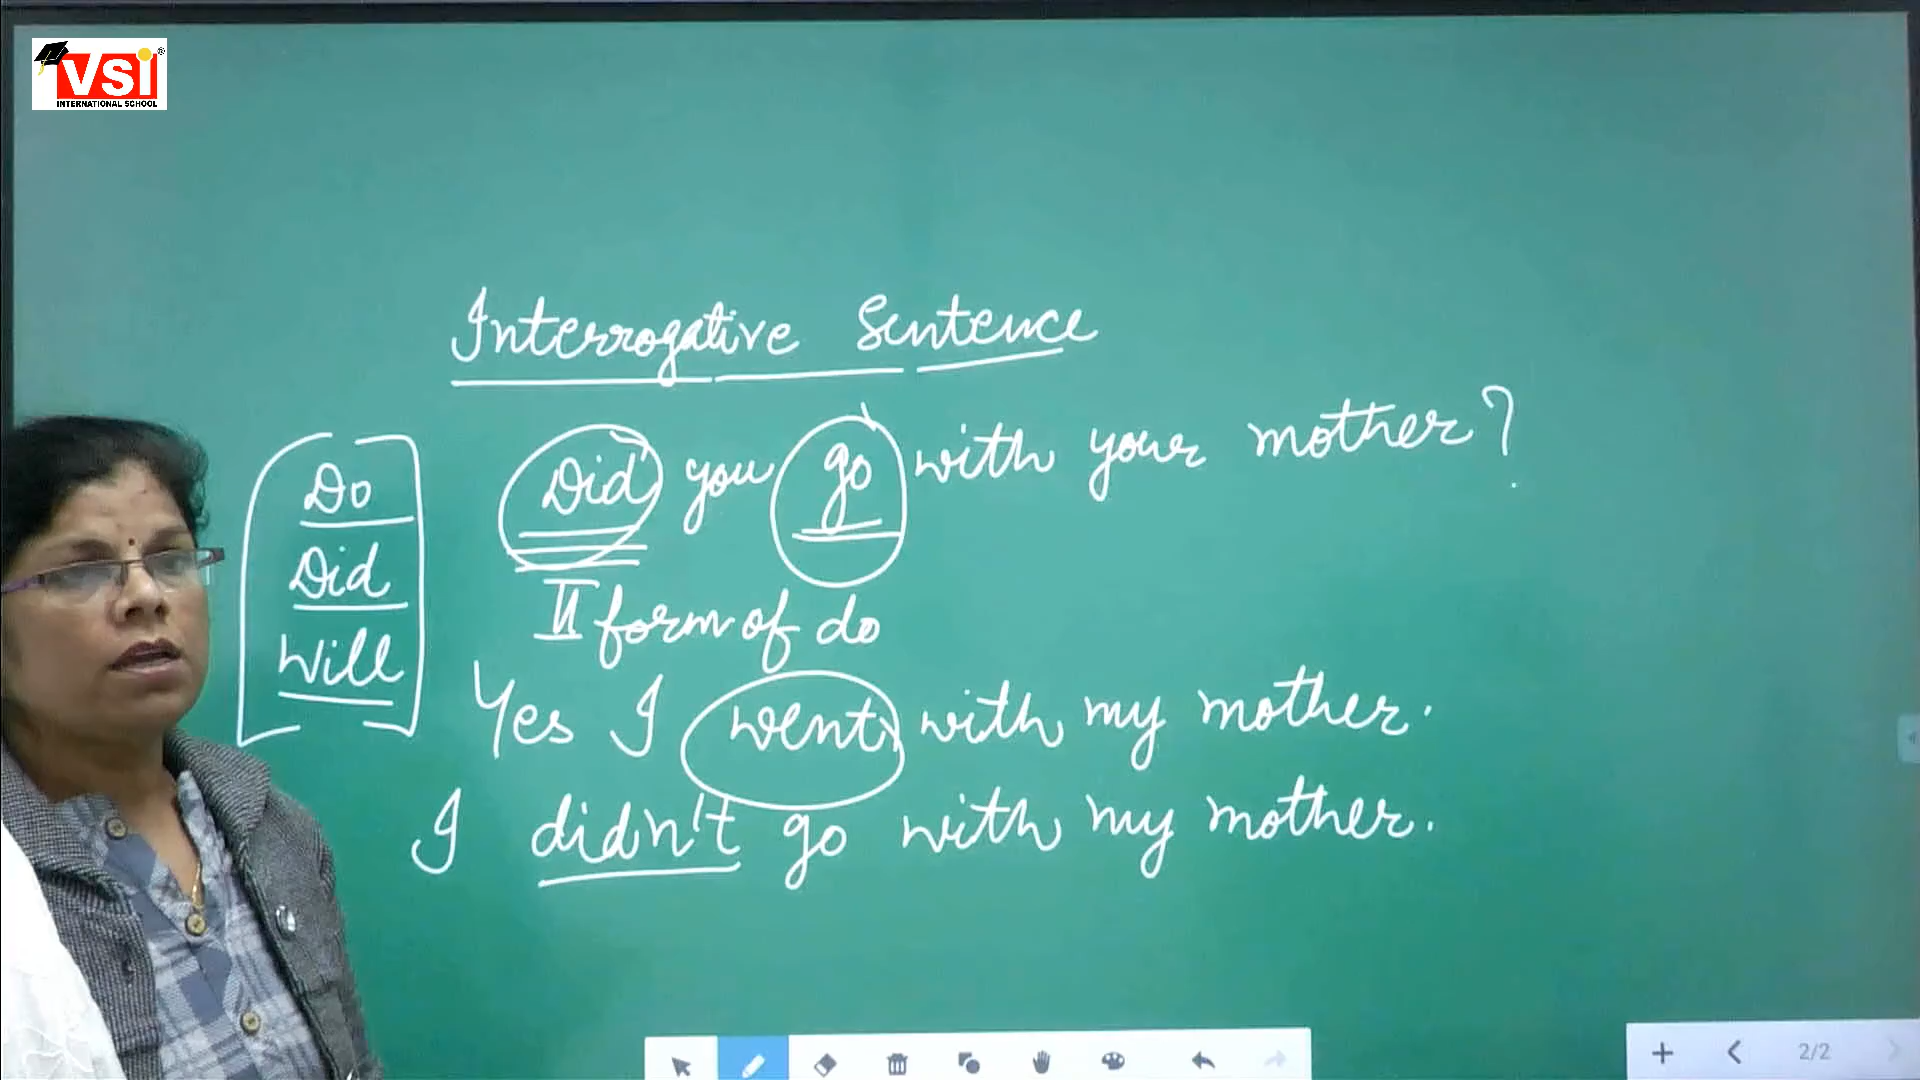 VSI®
INTERNATIONAL SCHOOL
Interrogative Sentence
Do
Did
Will
Did you go with your mother?
II form of do
Yes I went with my mother.
I didn't go with my mother.
2/2